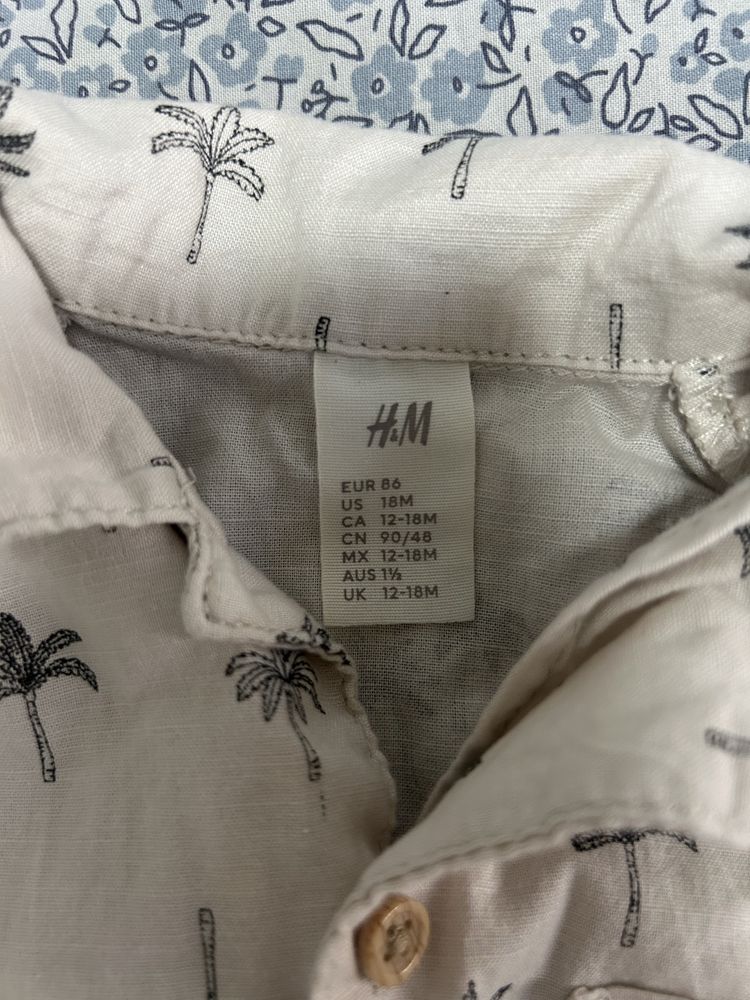 H&M
EUR 86
US 18M
CA 12-18M
CN 90/48
MX 12-18M
AUS 1½
UK 12-18M